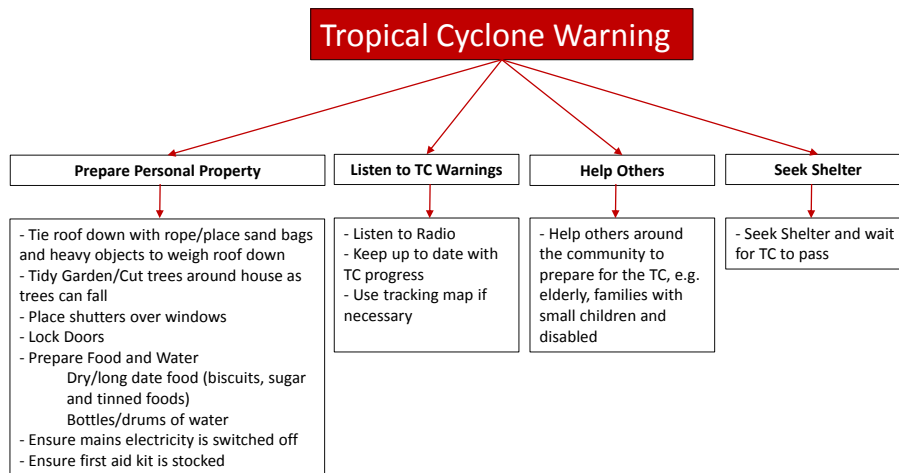 Tropical Cyclone Warning
Prepare Personal Property
- Tie roof down with rope/place sand bags
and heavy objects to weigh roof down
- Tidy Garden/Cut trees around house as
trees can fall
- Place shutters over windows
- Lock Doors
- Prepare Food and Water
Dry/long date food (biscuits, sugar
and tinned foods)
Bottles/drums of water
- Ensure mains electricity is switched off
- Ensure first aid kit is stocked
Listen to TC Warnings
- Listen to Radio
- Keep up to date with
TC progress
- Use tracking map if
necessary
Help Others
- Help others around
the community to
prepare for the TC, e.g.
elderly, families with
small children and
disabled
Seek Shelter
- Seek Shelter and wait
for TC to pass